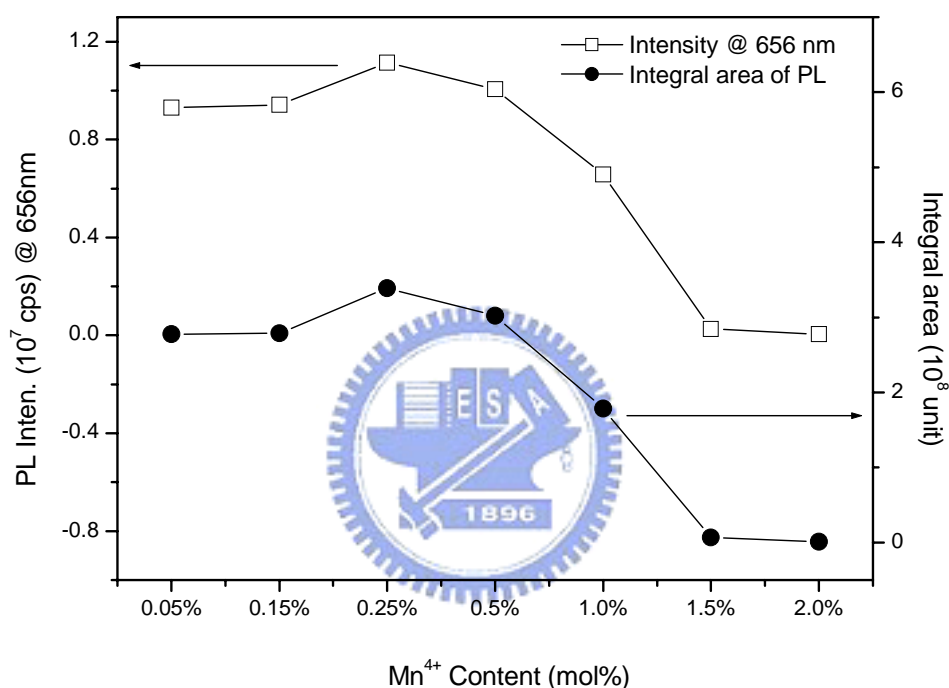 Intensity @ 656 nm
Integral area of PL
PL Inten. (10⁷ cps) @ 656nm
1.2
0.8
0.4
0.0
-0.4
-0.8
6
4
2
0
Integral area (10⁸ unit)
E S A
1896
0.05% 0.15% 0.25% 0.5% 1.0% 1.5% 2.0%
Mn⁴⁺ Content (mol%)